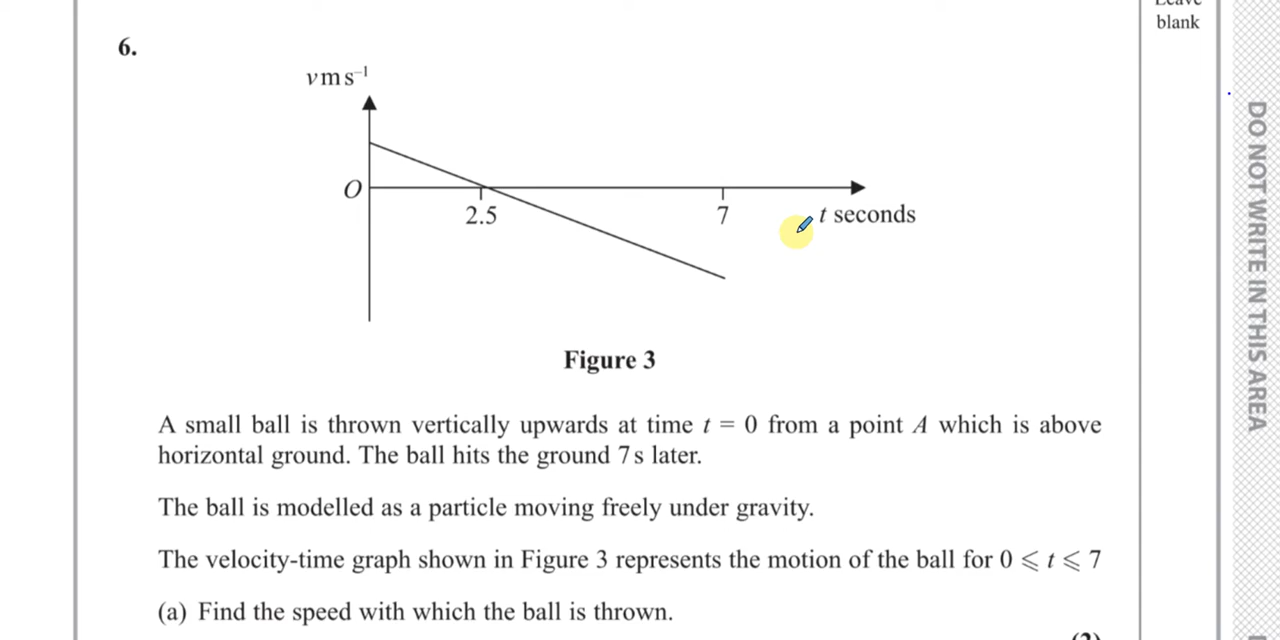 blank
6.
v m s⁻¹
O
2.5
7
t seconds
Figure 3
A small ball is thrown vertically upwards at time t = 0 from a point A which is above
horizontal ground. The ball hits the ground 7 s later.
The ball is modelled as a particle moving freely under gravity.
The velocity-time graph shown in Figure 3 represents the motion of the ball for 0 ⩽ t ⩽ 7
(a) Find the speed with which the ball is thrown.
DO NOT WRITE IN THIS AREA